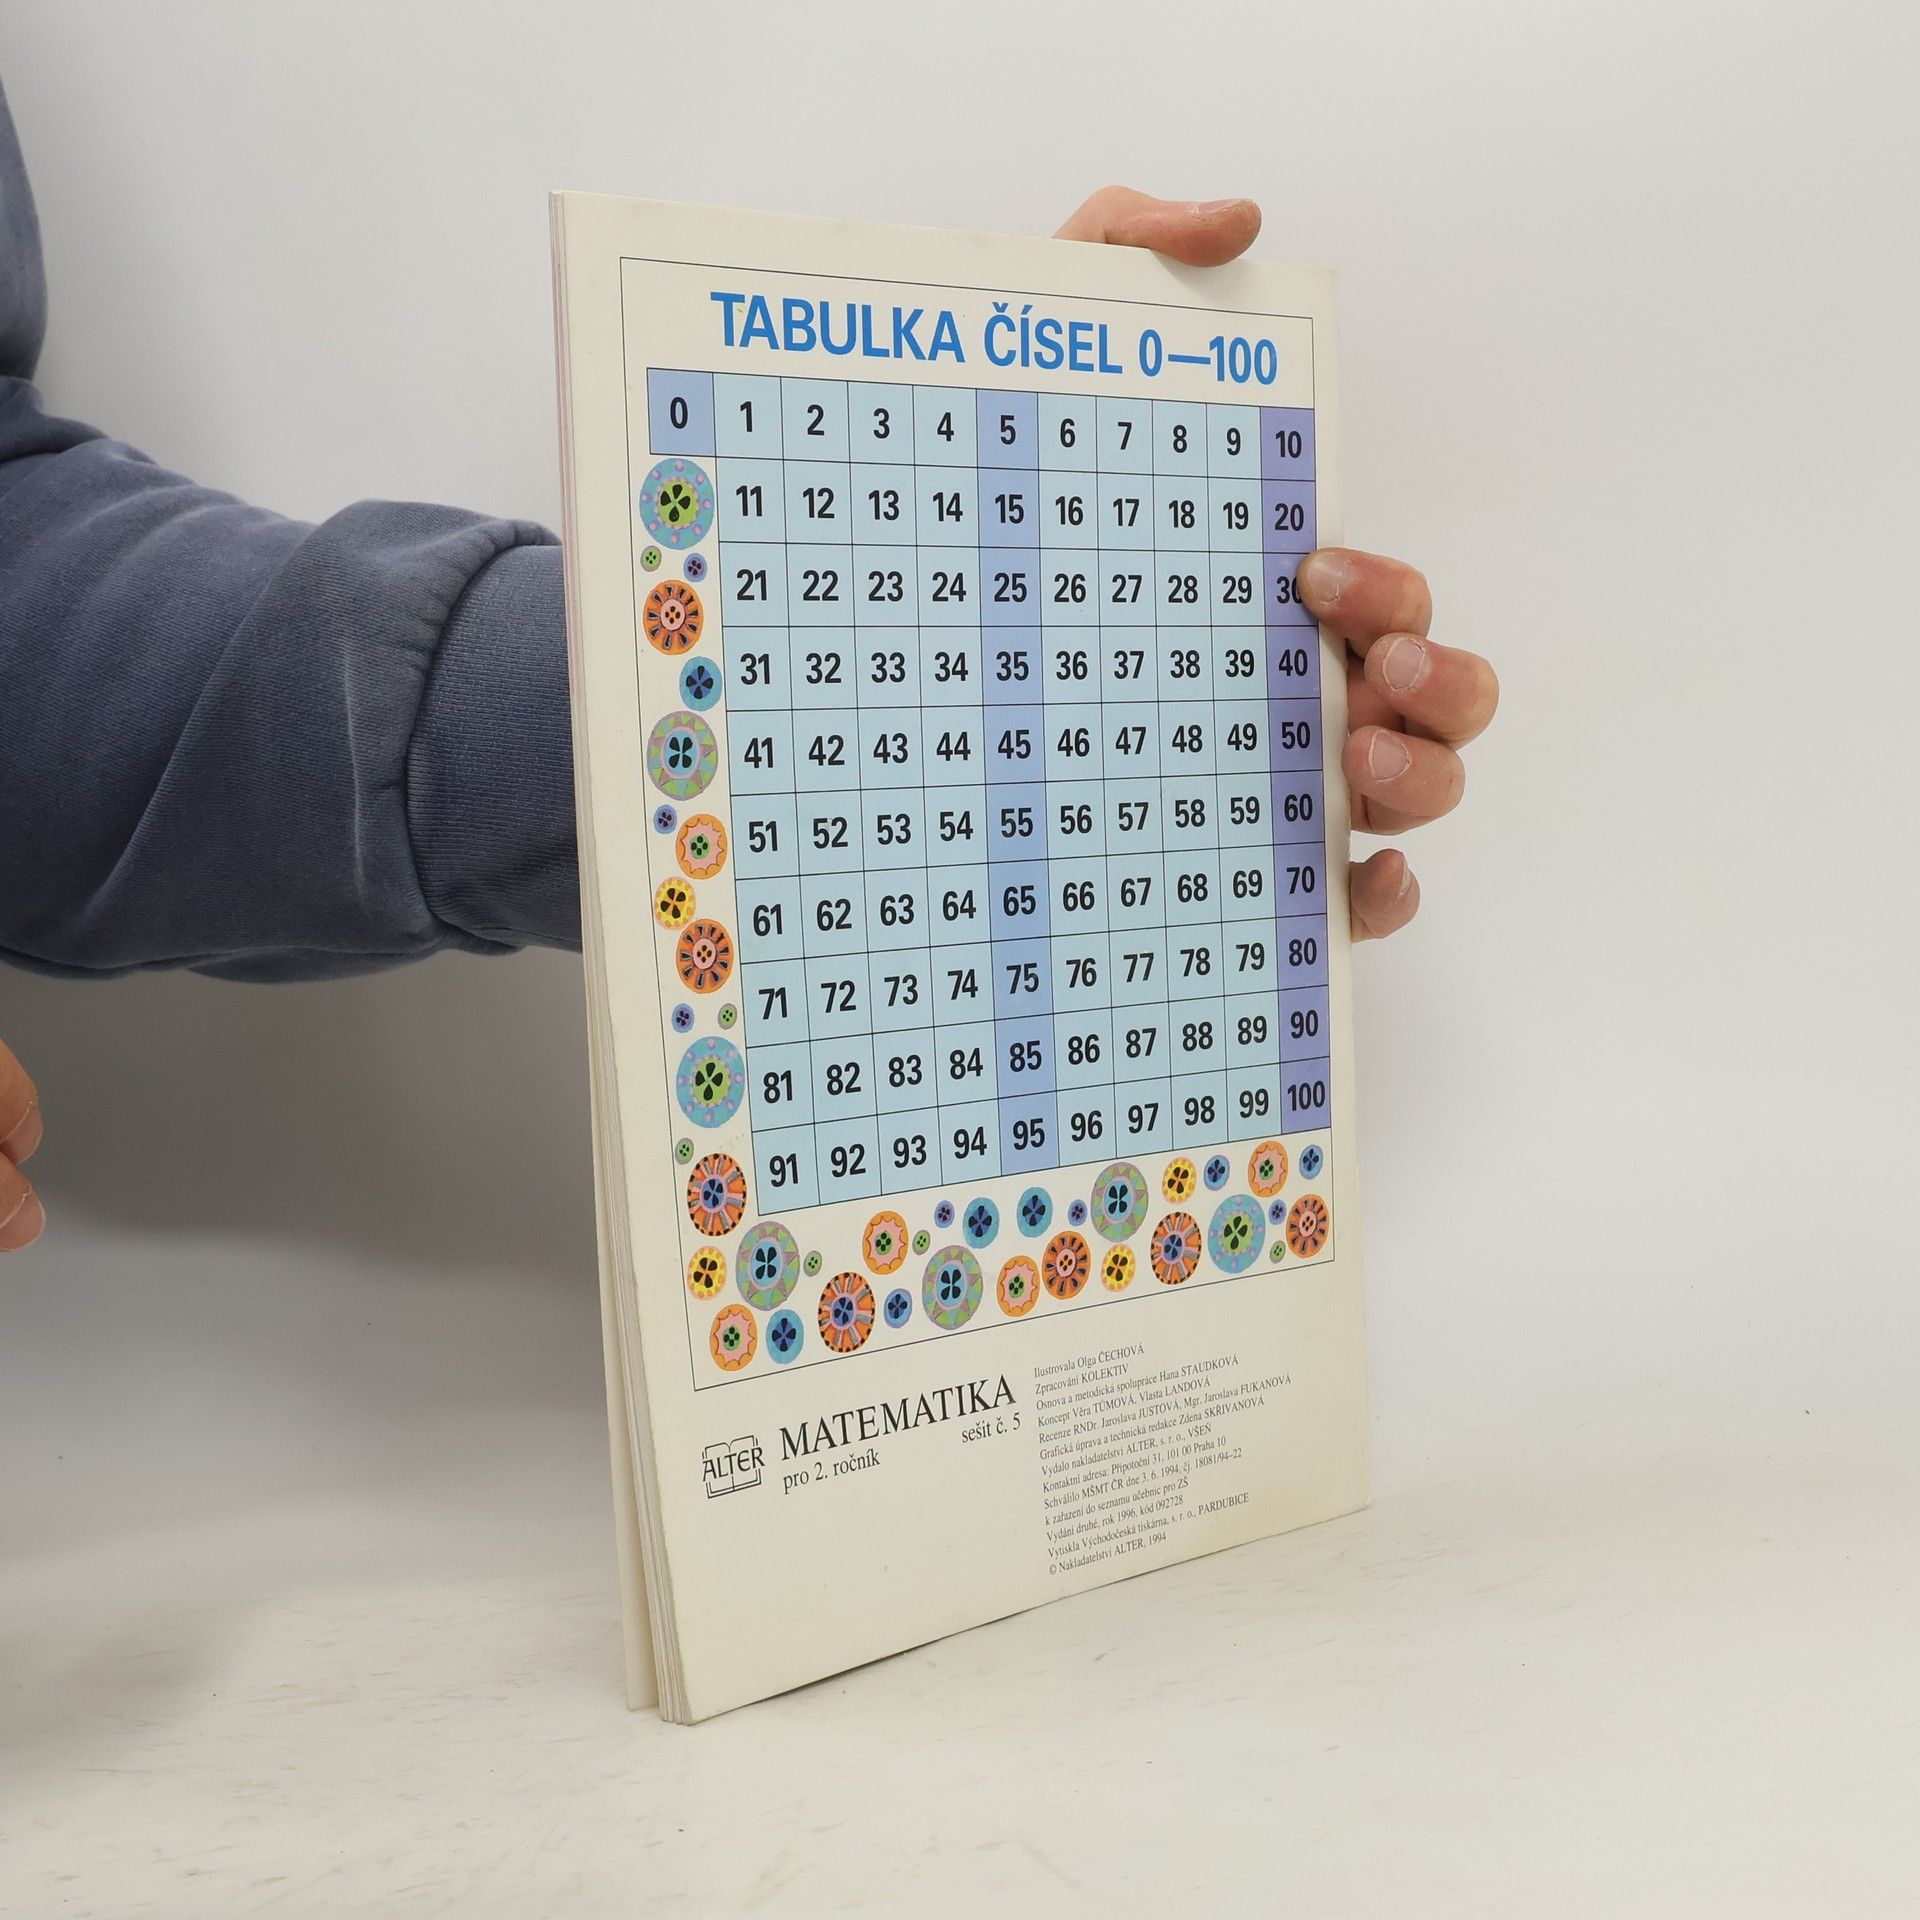 TABULKA ČÍSEL 0—100
0 1 2 3 4 5 6 7 8 9 10
11 12 13 14 15 16 17 18 19 20
21 22 23 24 25 26 27 28 29 30
31 32 33 34 35 36 37 38 39 40
41 42 43 44 45 46 47 48 49 50
51 52 53 54 55 56 57 58 59 60
61 62 63 64 65 66 67 68 69 70
71 72 73 74 75 76 77 78 79 80
81 82 83 84 85 86 87 88 89 90
91 92 93 94 95 96 97 98 99 100
ALTER
MATEMATIKA
pro 2. ročník
sešit č. 5
Ilustrovala Olga ČECHOVÁ
Zpracování KOLEKTIV
Osnova a metodická spolupráce Hana STAUDKOVÁ
Koncept Věra TŮMOVÁ, Vlasta LANDOVÁ
Recenze RNDr. Jaroslava JUSTOVÁ, Mgr. Jaroslava FUKANOVÁ
Grafická úprava a technická redakce Zdena SKŘIVANOVÁ
Vydalo nakladatelství ALTER, s. r. o., VŠEŇ
Kontaktní adresa: Přípotoční 31, 101 00 Praha 10
Schválilo MŠMT ČR dne 3. 6. 1994, čj. 18081/94–22
k zařazení do seznamu učebnic pro ZŠ
Vydání druhé, rok 1996, kód 092728
Vytiskla Východočeská tiskárna, s. r. o., PARDUBICE
© Nakladatelství ALTER, 1994